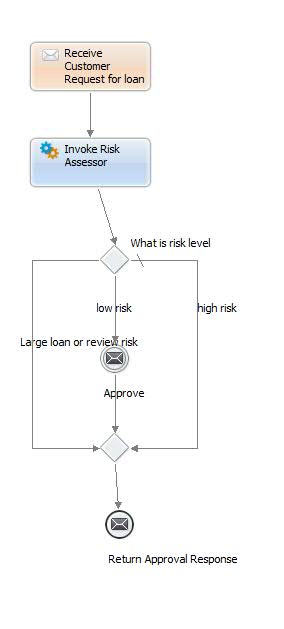 Receive
Customer
Request for loan
Invoke Risk
Assessor
What is risk level
low risk
high risk
Large loan or review risk
Approve
Return Approval Response